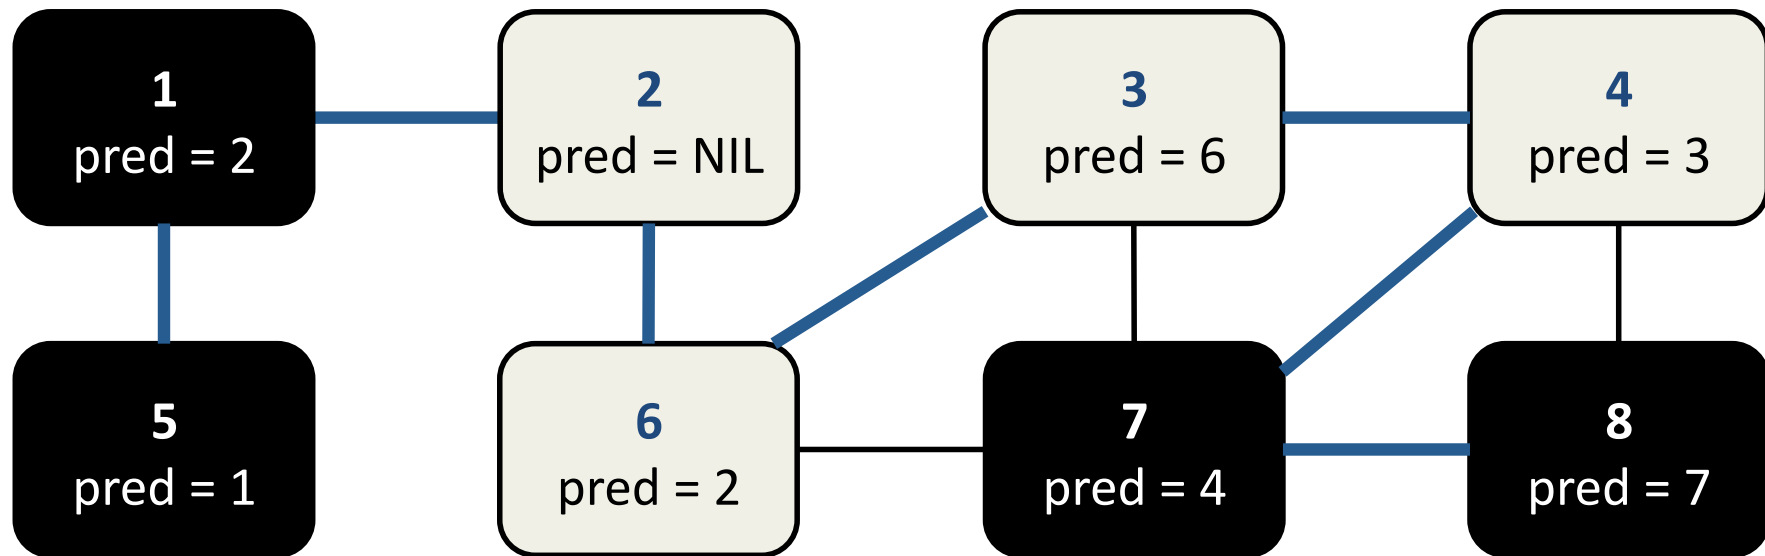 1
pred = 2
2
pred = NIL
3
pred = 6
4
pred = 3
5
pred = 1
6
pred = 2
7
pred = 4
8
pred = 7